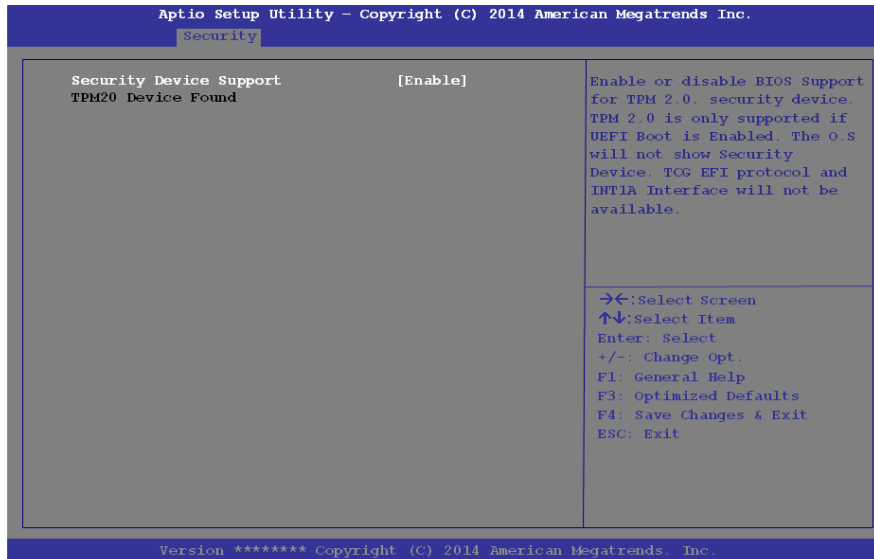 Aptio Setup Utility – Copyright (C) 2014 American Megatrends Inc.
Security
Security Device Support [Enable]
TPM20 Device Found
Enable or disable BIOS Support
for TPM 2.0. security device.
TPM 2.0 is only supported if
UEFI Boot is Enabled. The O.S
will not show Security
Device. TCG EFI protocol and
INT1A Interface will not be
available.
→←:Select Screen
↑↓:Select Item
Enter: Select
+/-: Change Opt.
F1: General Help
F3: Optimized Defaults
F4: Save Changes & Exit
ESC: Exit
Version ******** Copyright (C) 2014 American Megatrends. Inc.